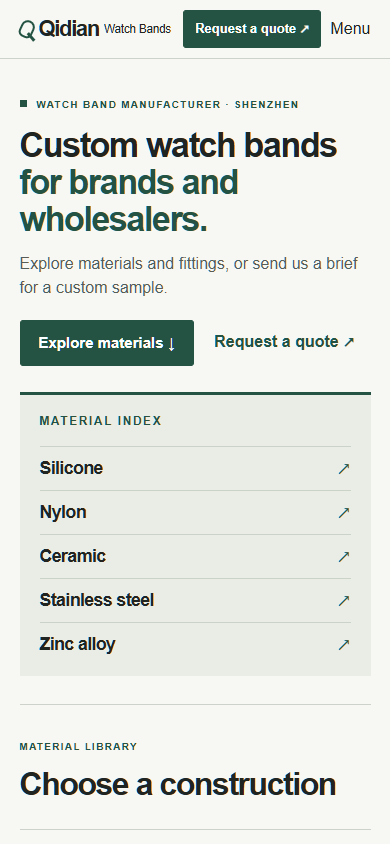 Qidian Watch Bands
Request a quote ↗
Menu
WATCH BAND MANUFACTURER · SHENZHEN
Custom watch bands
for brands and
wholesalers.
Explore materials and fittings, or send us a brief
for a custom sample.
Explore materials ↓
Request a quote ↗
MATERIAL INDEX
Silicone ↗
Nylon ↗
Ceramic ↗
Stainless steel ↗
Zinc alloy ↗
MATERIAL LIBRARY
Choose a construction